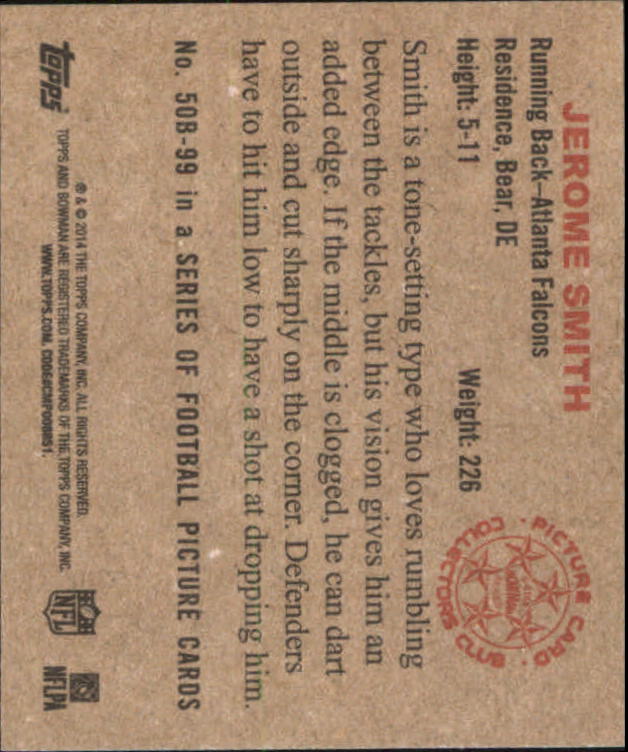 JEROME SMITH
Running Back–Atlanta Falcons
Residence, Bear, DE
Height: 5-11 Weight: 226
PICTURE CARD
COLLECTORS CLUB
Smith is a tone-setting type who loves rumbling
between the tackles, but his vision gives him an
added edge. If the middle is clogged, he can dart
outside and cut sharply on the corner. Defenders
have to hit him low to have a shot at dropping him.
No. 50B-99 in a SERIES OF FOOTBALL PICTURE CARDS
Topps
® & © 2014 THE TOPPS COMPANY, INC. ALL RIGHTS RESERVED.
TOPPS AND BOWMAN ARE REGISTERED TRADEMARKS OF THE TOPPS COMPANY, INC.
WWW.TOPPS.COM.
NFL
NFLPA